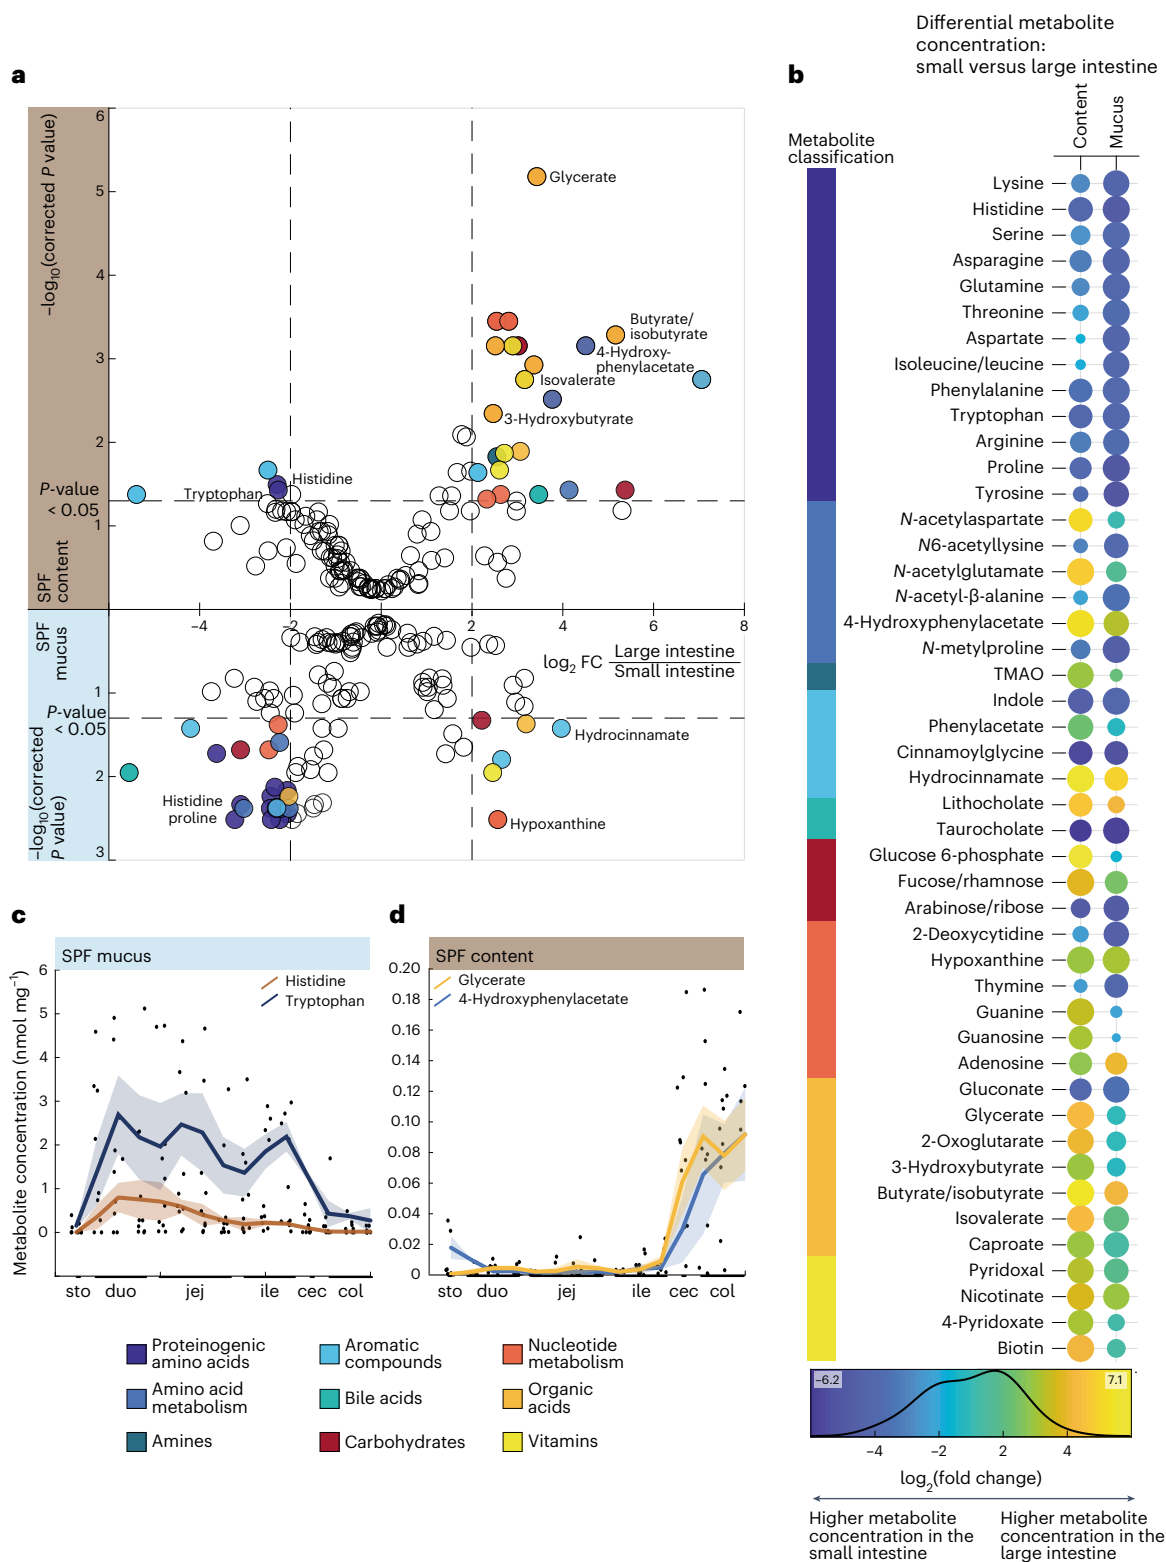 Differential metabolite
concentration:
small versus large intestine
a
b
−log10(corrected P value)
6
5
4
3
2
1
P-value
< 0.05
SPF
content
Glycerate
Butyrate/
isobutyrate
4-Hydroxy-
phenylacetate
Isovalerate
3-Hydroxybutyrate
Histidine
Tryptophan
−4
−2
0
2
4
6
8
SPF
mucus
log2 FC Large intestine
Small intestine
1
P-value
< 0.05
2
3
−log10(corrected
P value)
Hydrocinnamate
Histidine
proline
Hypoxanthine
Metabolite
classification
Content
Mucus
Lysine
Histidine
Serine
Asparagine
Glutamine
Threonine
Aspartate
Isoleucine/leucine
Phenylalanine
Tryptophan
Arginine
Proline
Tyrosine
N-acetylaspartate
N6-acetyllysine
N-acetylglutamate
N-acetyl-β-alanine
4-Hydroxyphenylacetate
N-methylproline
TMAO
Indole
Phenylacetate
Cinnamoylglycine
Hydrocinnamate
Lithocholate
Taurocholate
Glucose 6-phosphate
Fucose/rhamnose
Arabinose/ribose
2-Deoxycytidine
Hypoxanthine
Thymine
Guanine
Guanosine
Adenosine
Gluconate
Glycerate
2-Oxoglutarate
3-Hydroxybutyrate
Butyrate/isobutyrate
Isovalerate
Caproate
Pyridoxal
Nicotinate
4-Pyridoxate
Biotin
−6.2
7.1
−4
−2
2
4
log2(fold change)
Higher metabolite
concentration in the
small intestine
Higher metabolite
concentration in the
large intestine
c
SPF mucus
Histidine
Tryptophan
Metabolite concentration (nmol mg−1)
6
5
4
3
2
1
0
sto
duo
jej
ile
cec
col
d
SPF content
Glycerate
4-Hydroxyphenylacetate
0.20
0.18
0.16
0.14
0.12
0.10
0.08
0.06
0.04
0.02
0
sto
duo
jej
ile
cec
col
Proteinogenic
amino acids
Aromatic
compounds
Nucleotide
metabolism
Amino acid
metabolism
Bile acids
Organic
acids
Amines
Carbohydrates
Vitamins